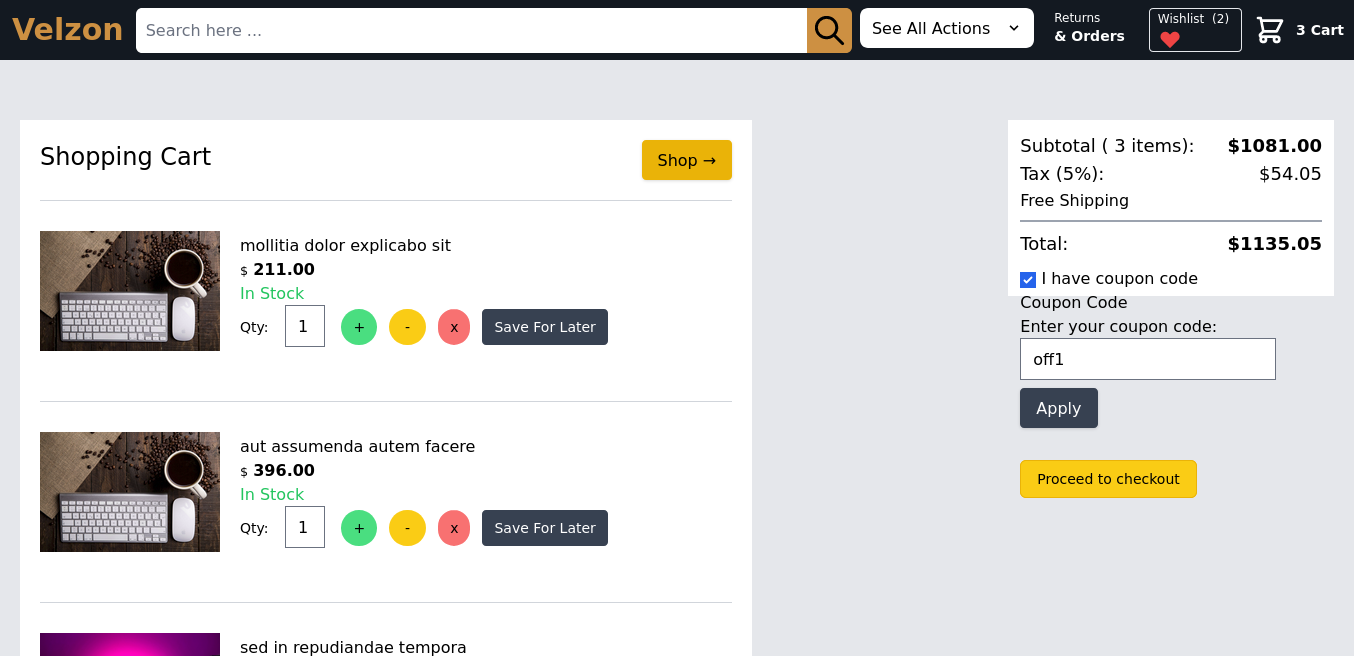 Velzon
Search here ...
See All Actions
Returns
& Orders
Wishlist (2)
3 Cart
Shopping Cart
Shop →
mollitia dolor explicabo sit
$ 211.00
In Stock
Qty: 1 + - x Save For Later
aut assumenda autem facere
$ 396.00
In Stock
Qty: 1 + - x Save For Later
sed in repudiandae tempora
Subtotal ( 3 items): $1081.00
Tax (5%): $54.05
Free Shipping
Total: $1135.05
I have coupon code
Coupon Code
Enter your coupon code:
off1
Apply
Proceed to checkout